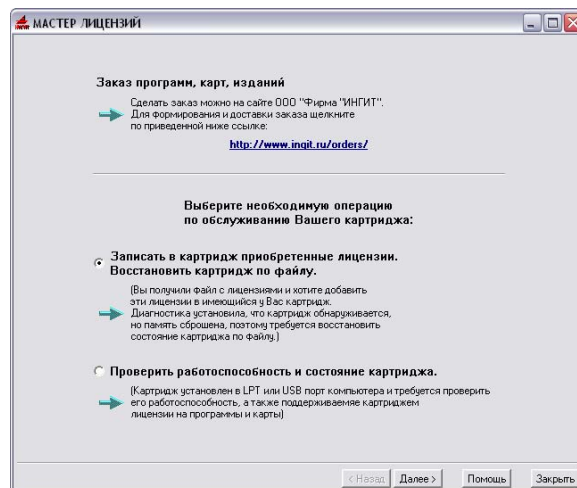 МАСТЕР ЛИЦЕНЗИЙ
Заказ программ, карт, изданий
Сделать заказ можно на сайте ООО "Фирма "ИНГИТ".
Для формирования и доставки заказа щелкните
по приведенной ниже ссылке:
http://www.ingit.ru/orders/
Выберите необходимую операцию
по обслуживанию Вашего картриджа:
Записать в картридж приобретенные лицензии.
Восстановить картридж по файлу.
(Вы получили файл с лицензиями и хотите добавить
эти лицензии в имеющийся у Вас картридж.
Диагностика установила, что картридж обнаруживается,
но память сброшена, поэтому требуется восстановить
состояние картриджа по файлу.)
Проверить работоспособность и состояние картриджа.
(Картридж установлен в LPT или USB порт компьютера и требуется проверить
его работоспособность, а также поддерживаемяе картриджем
лицензии на программы и карты)
< Назад Далее > Помощь Закрыть